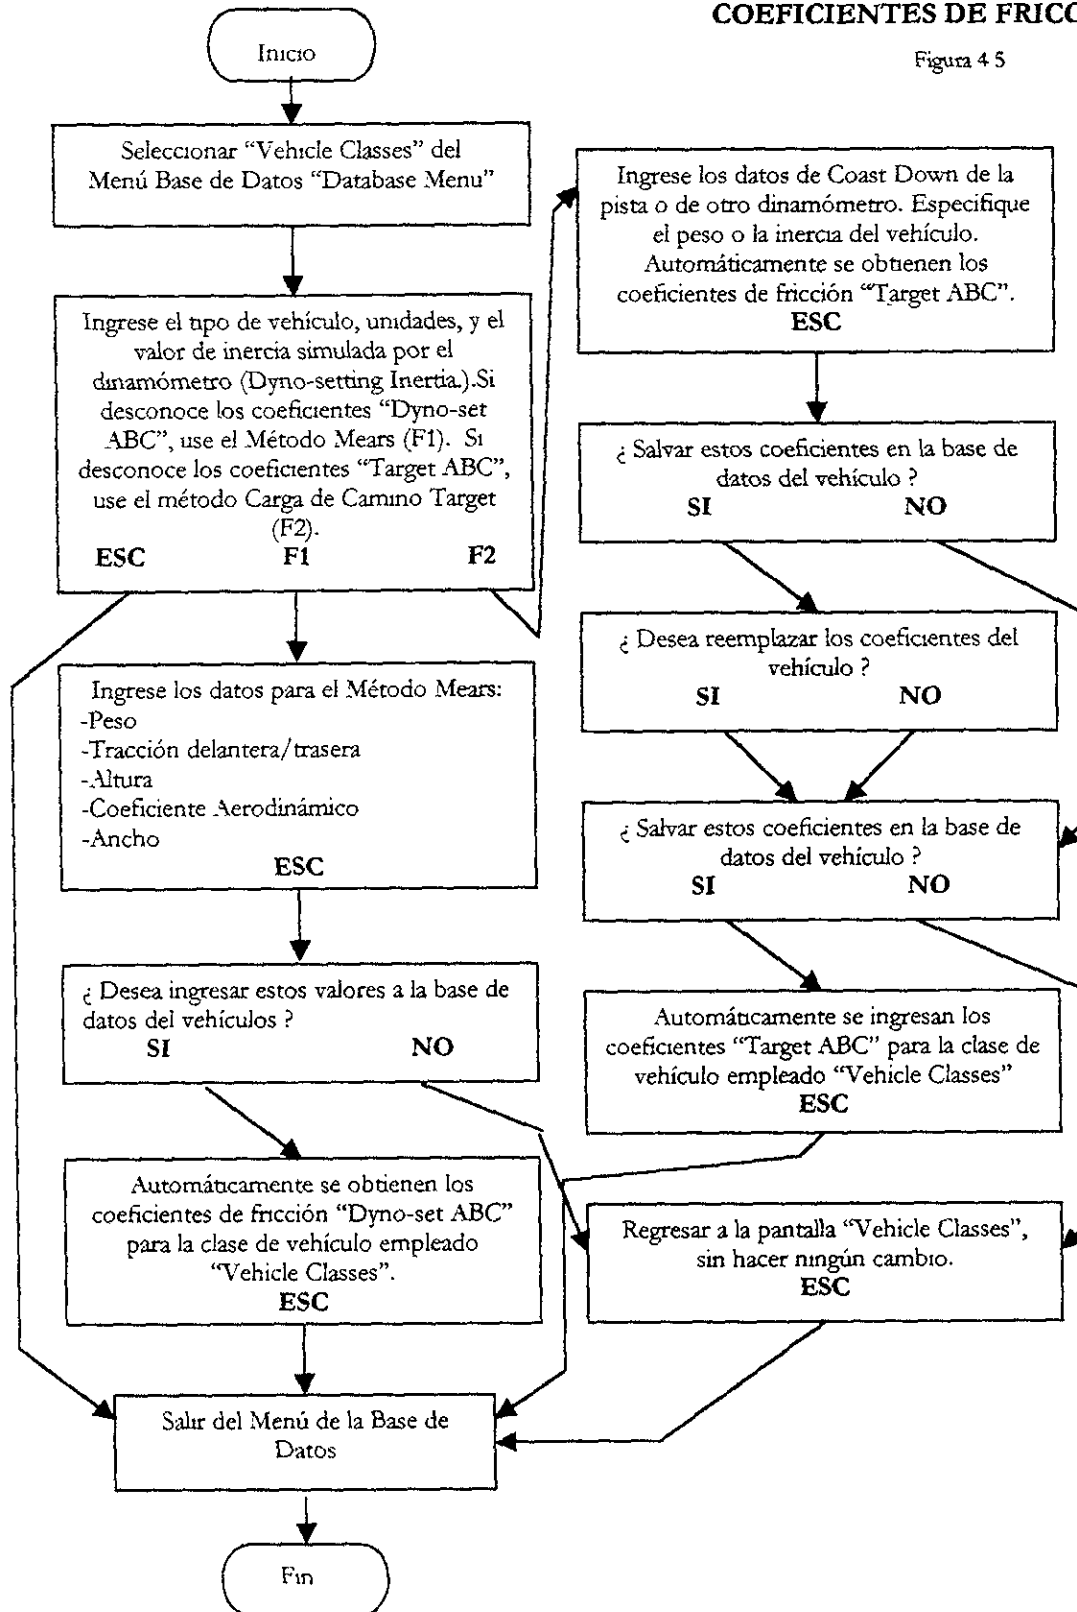 COEFICIENTES DE FRICC
Figura 4 5
Inicio
Seleccionar “Vehicle Classes” del
Menú Base de Datos “Database Menu”
Ingrese el tipo de vehículo, unidades, y el
valor de inercia simulada por el
dinamómetro (Dyno-setting Inertia.).Si
desconoce los coeficientes “Dyno-set
ABC”, use el Método Mears (F1). Si
desconoce los coeficientes “Target ABC”,
use el método Carga de Camino Target
(F2).
ESC F1 F2
Ingrese los datos para el Método Mears:
-Peso
-Tracción delantera/trasera
-Altura
-Coeficiente Aerodinámico
-Ancho
ESC
¿ Desea ingresar estos valores a la base de
datos del vehículos ?
SI NO
Automáticamente se obtienen los
coeficientes de fricción “Dyno-set ABC”
para la clase de vehículo empleado
“Vehicle Classes”.
ESC
Salir del Menú de la Base de
Datos
Fin
Ingrese los datos de Coast Down de la
pista o de otro dinamómetro. Especifique
el peso o la inercia del vehículo.
Automáticamente se obtienen los
coeficientes de fricción “Target ABC”.
ESC
¿ Salvar estos coeficientes en la base de
datos del vehículo ?
SI NO
¿ Desea reemplazar los coeficientes del
vehículo ?
SI NO
¿ Salvar estos coeficientes en la base de
datos del vehículo ?
SI NO
Automáticamente se ingresan los
coeficientes “Target ABC” para la clase de
vehículo empleado “Vehicle Classes”
ESC
Regresar a la pantalla “Vehicle Classes”,
sin hacer ningún cambio.
ESC